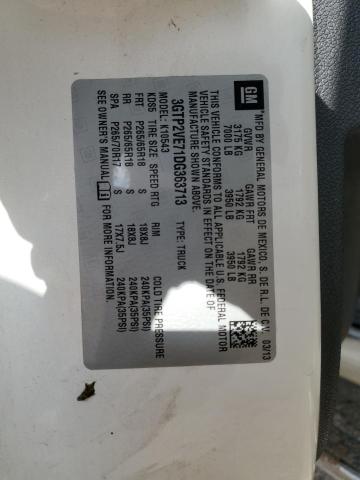 GM
MFD BY GENERAL MOTORS DE MEXICO, S. DE R.L. DE C.V. 03/13
GVWR GAWR FRT GAWR RR
3175 KG 1792 KG 1792 KG
7000 LB 3950 LB 3950 LB
THIS VEHICLE CONFORMS TO ALL APPLICABLE U.S. FEDERAL MOTOR
VEHICLE SAFETY STANDARDS IN EFFECT ON THE DATE OF
MANUFACTURE SHOWN ABOVE.
3GTP2VE71DG363713 TYPE: TRUCK
MODEL: K10543
KDS5 TIRE SIZE SPEED RTG RIM COLD TIRE PRESSURE
FRT P265/65R18 S 18X8J 240KPA(35PSI)
RR P265/65R18 S 18X8J 240KPA(35PSI)
SPA P265/70R17 S 17X7.5J 240KPA(35PSI)
SEE OWNER'S MANUAL FOR MORE INFORMATION.